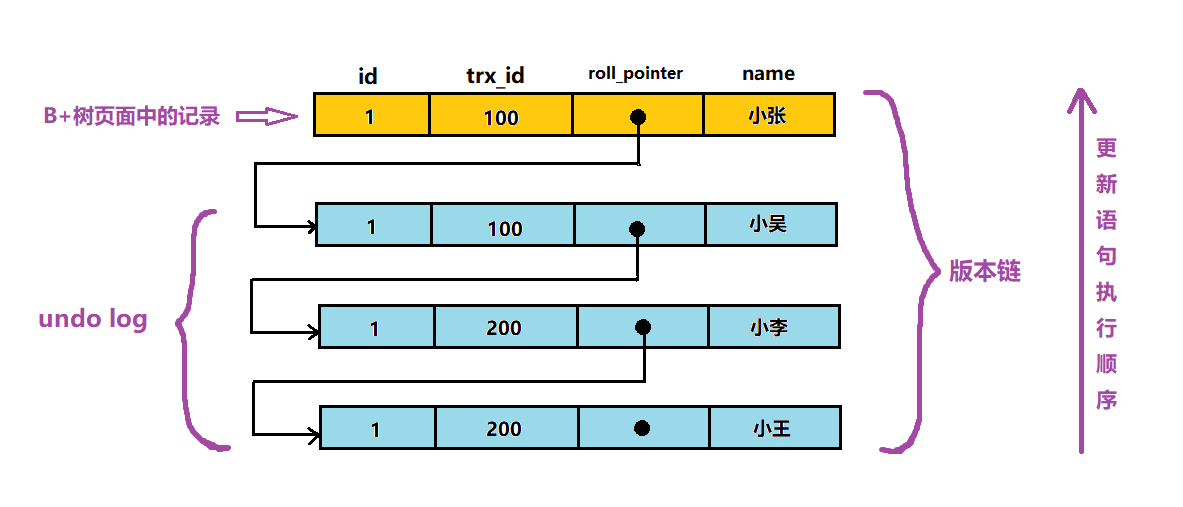 id trx_id roll_pointer name
B+树页面中的记录 1 100 小张
1 100 小吴
undo log
1 200 小李
1 200 小王
版本链
更新语句执行顺序